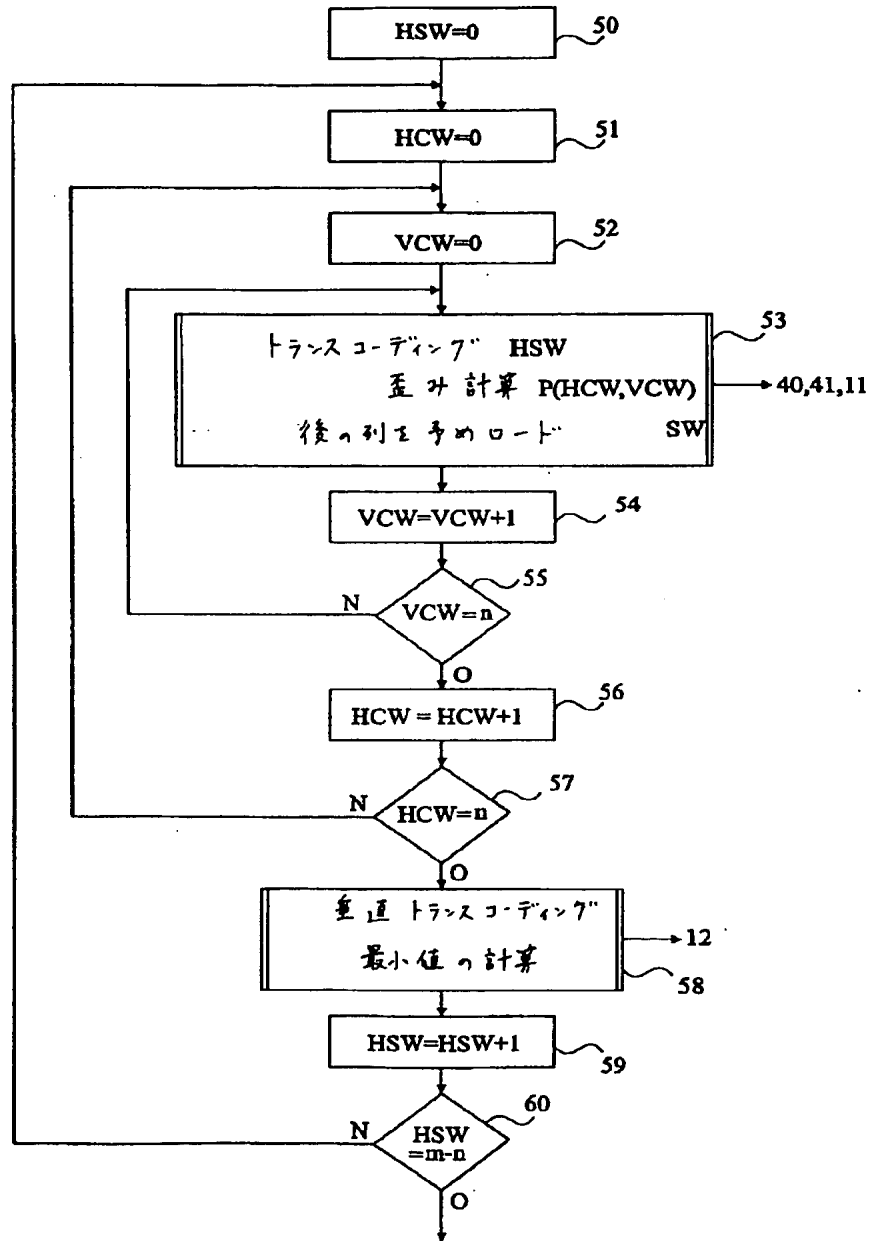 HSW=0
50
HCW=0
51
VCW=0
52
トランスコーディング HSW
53
歪み計算 P(HCW,VCW)
40,41,11
後の列を予めロード SW
VCW=VCW+1
54
VCW=n
55
N
O
HCW=HCW+1
56
HCW=n
57
N
O
垂直トランスコーディング
12
最小値の計算
58
HSW=HSW+1
59
HSW
=m-n
60
N
O